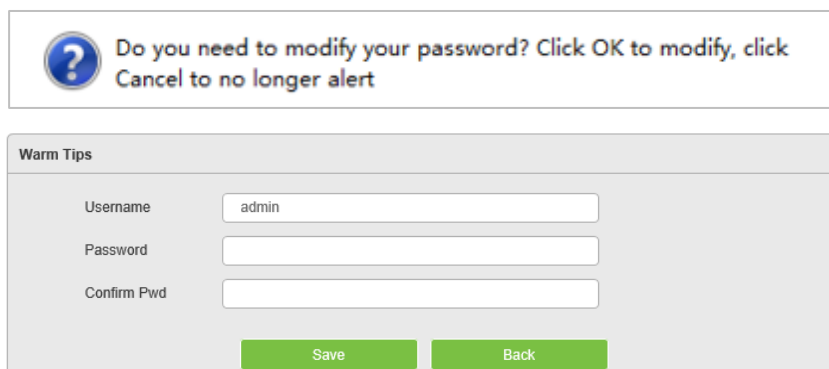 Do you need to modify your password? Click OK to modify, click
Cancel to no longer alert
Warm Tips
Username admin
Password
Confirm Pwd
Save Back